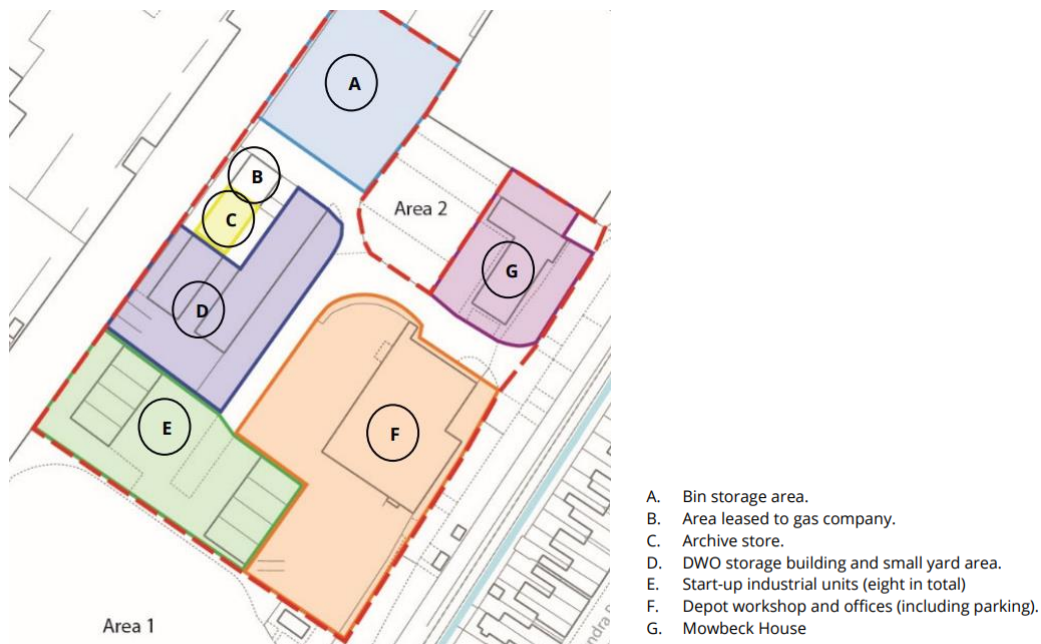 A
B
C
Area 2
G
D
E
F
Area 1
A. Bin storage area.
B. Area leased to gas company.
C. Archive store.
D. DWO storage building and small yard area.
E. Start-up industrial units (eight in total)
F. Depot workshop and offices (including parking).
G. Mowbeck House